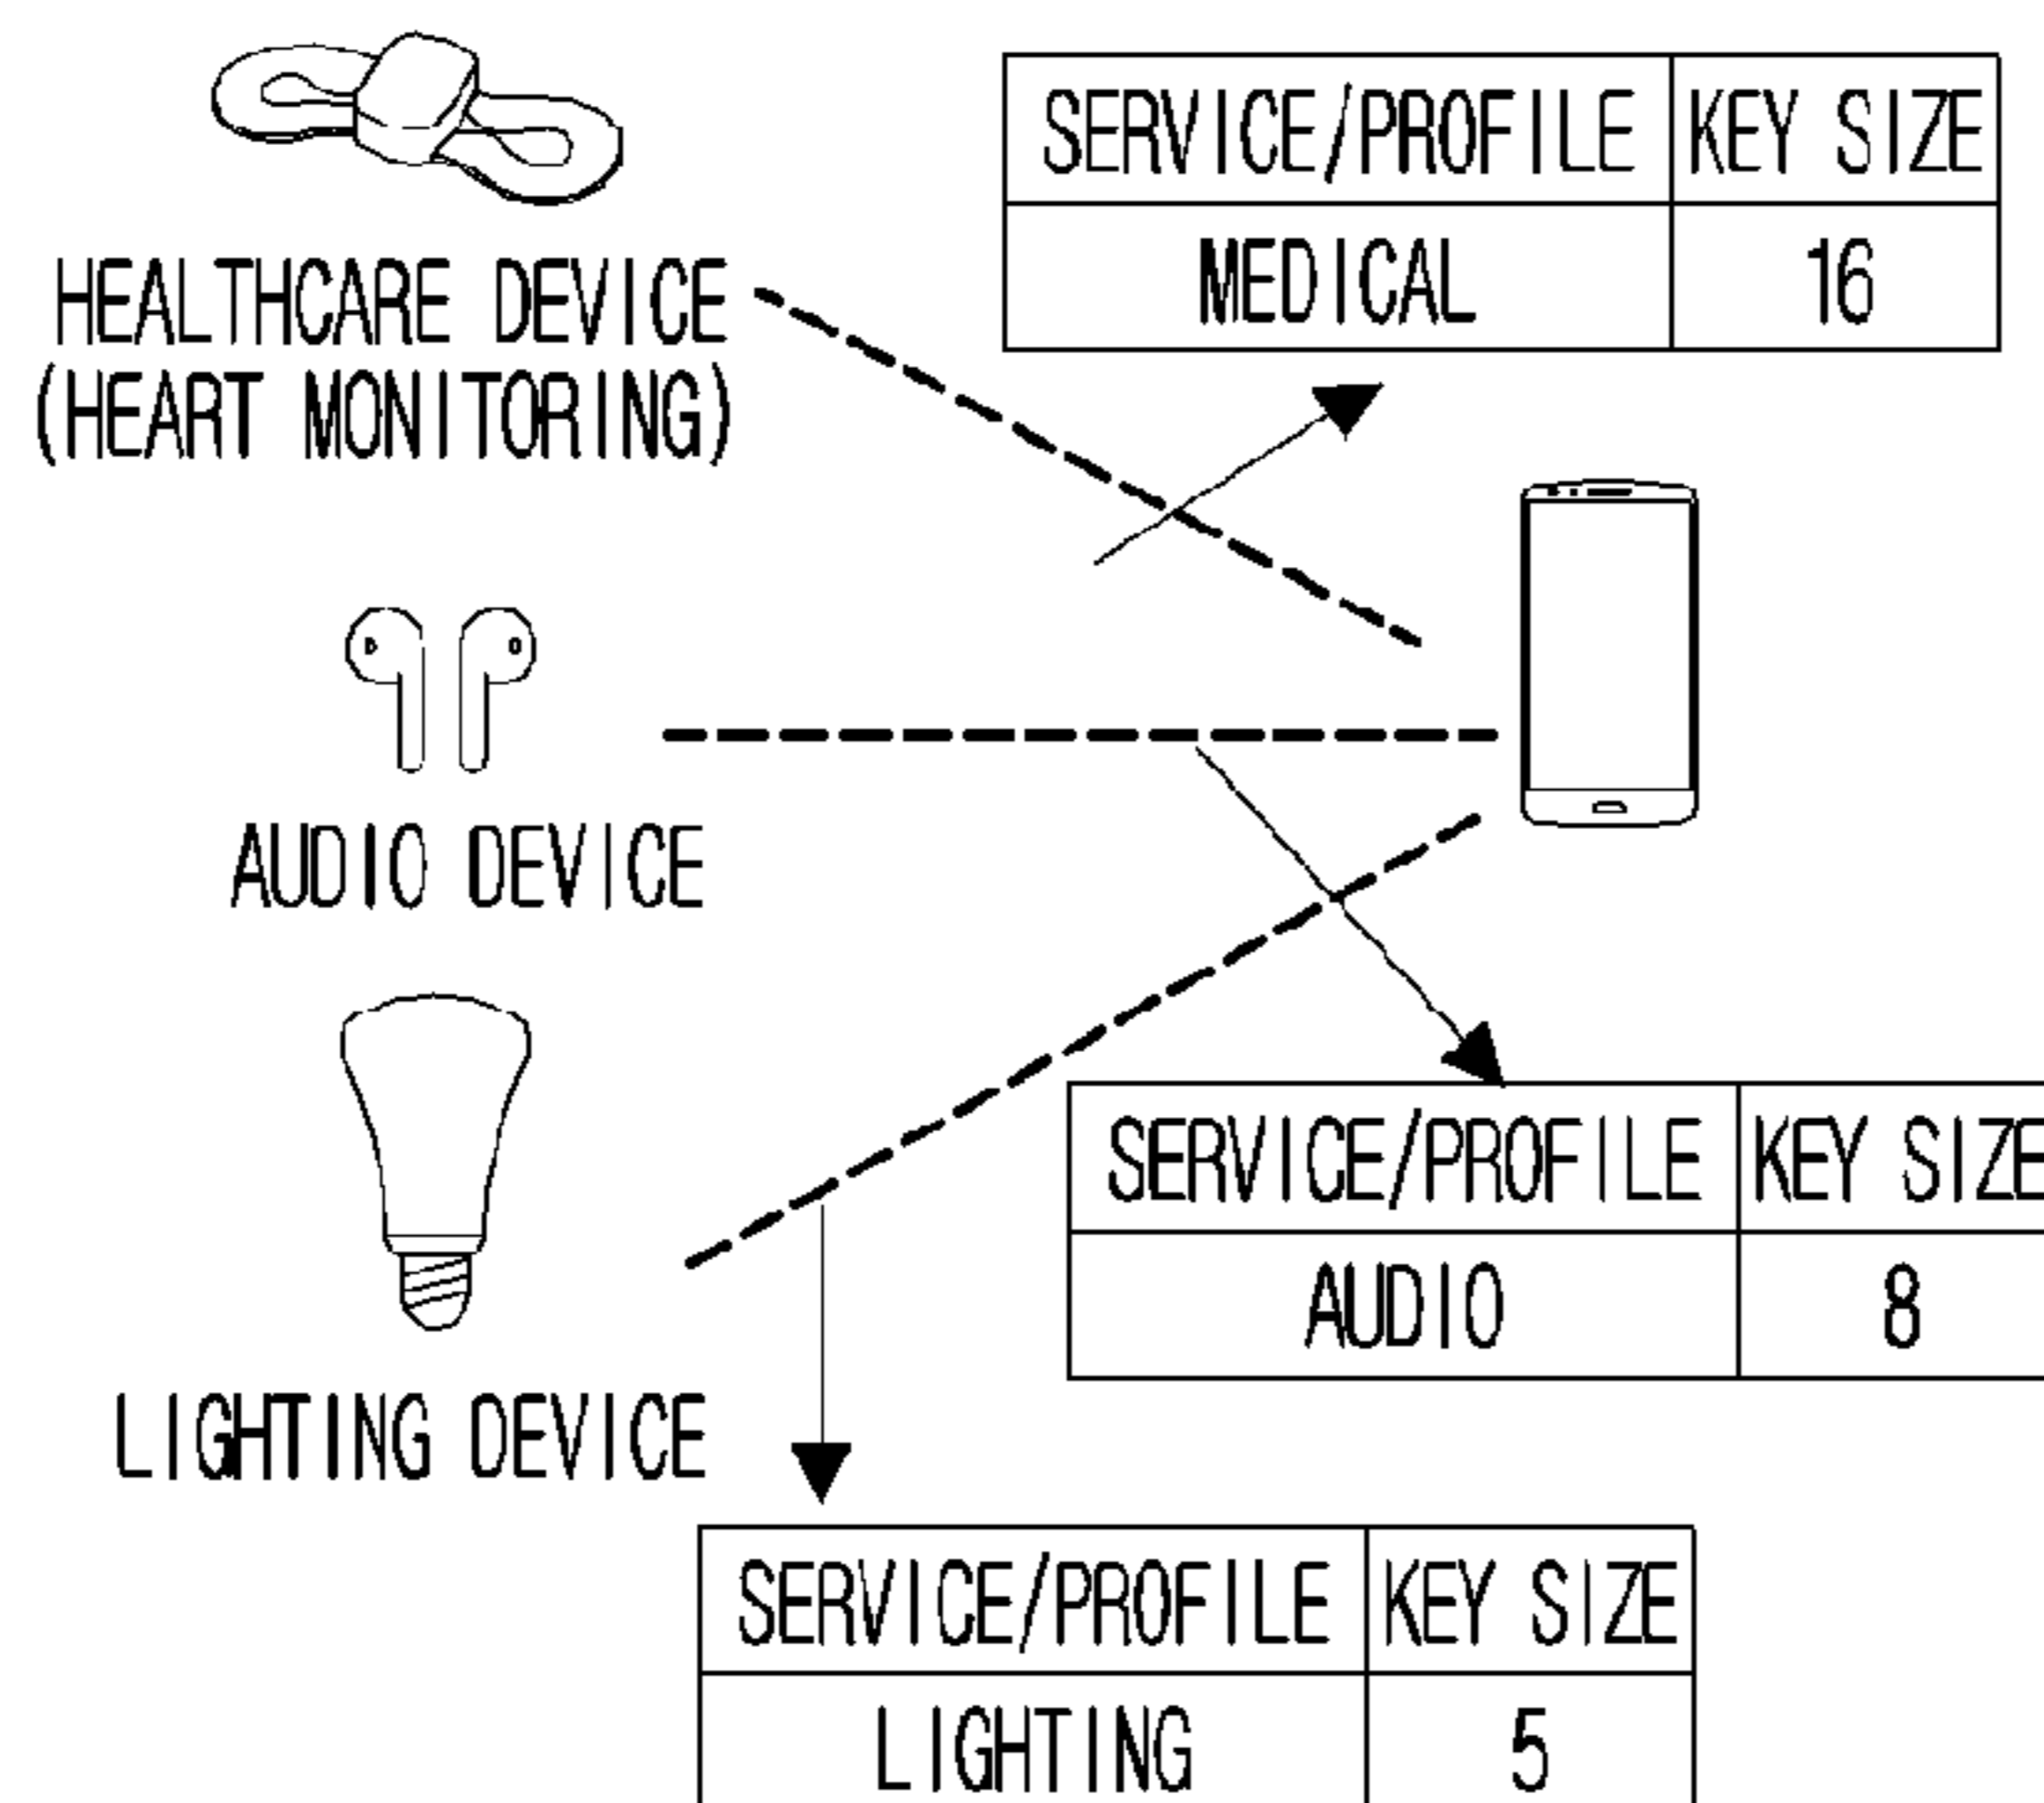 SERVICE/PROFILE KEY SIZE
MEDICAL 16
HEALTHCARE DEVICE
(HEART MONITORING)
AUDIO DEVICE
SERVICE/PROFILE KEY SIZE
AUDIO 8
LIGHTING DEVICE
SERVICE/PROFILE KEY SIZE
LIGHTING 5